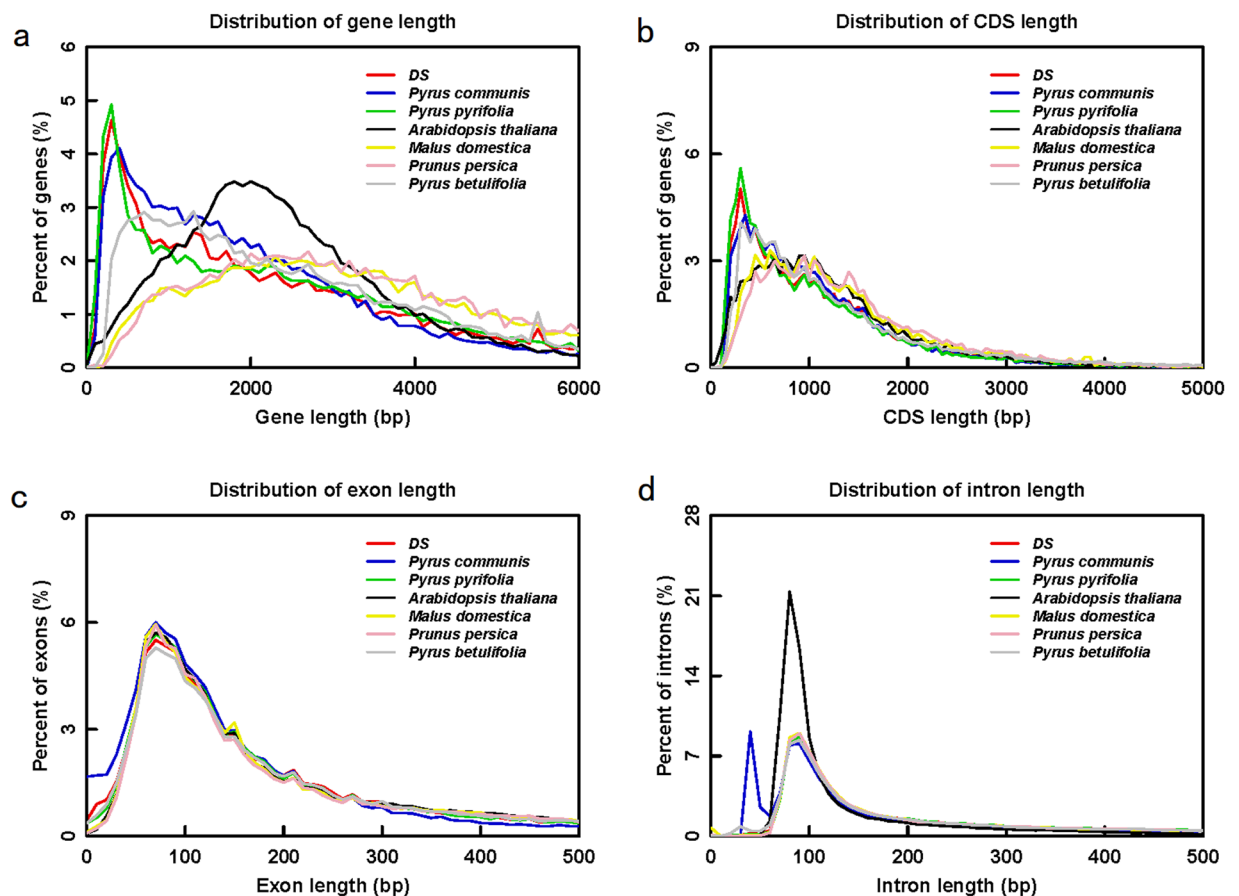 a
Distribution of gene length
6
5
4
3
2
1
0
Percent of genes (%)
DS
Pyrus communis
Pyrus pyrifolia
Arabidopsis thaliana
Malus domestica
Prunus persica
Pyrus betulifolia
0 2000 4000 6000
Gene length (bp)
b
Distribution of CDS length
9
6
3
0
Percent of genes (%)
DS
Pyrus communis
Pyrus pyrifolia
Arabidopsis thaliana
Malus domestica
Prunus persica
Pyrus betulifolia
0 1000 2000 3000 4000 5000
CDS length (bp)
c
Distribution of exon length
9
6
3
0
Percent of exons (%)
DS
Pyrus communis
Pyrus pyrifolia
Arabidopsis thaliana
Malus domestica
Prunus persica
Pyrus betulifolia
0 100 200 300 400 500
Exon length (bp)
d
Distribution of intron length
28
21
14
7
0
Percent of introns (%)
DS
Pyrus communis
Pyrus pyrifolia
Arabidopsis thaliana
Malus domestica
Prunus persica
Pyrus betulifolia
0 100 200 300 400 500
Intron length (bp)